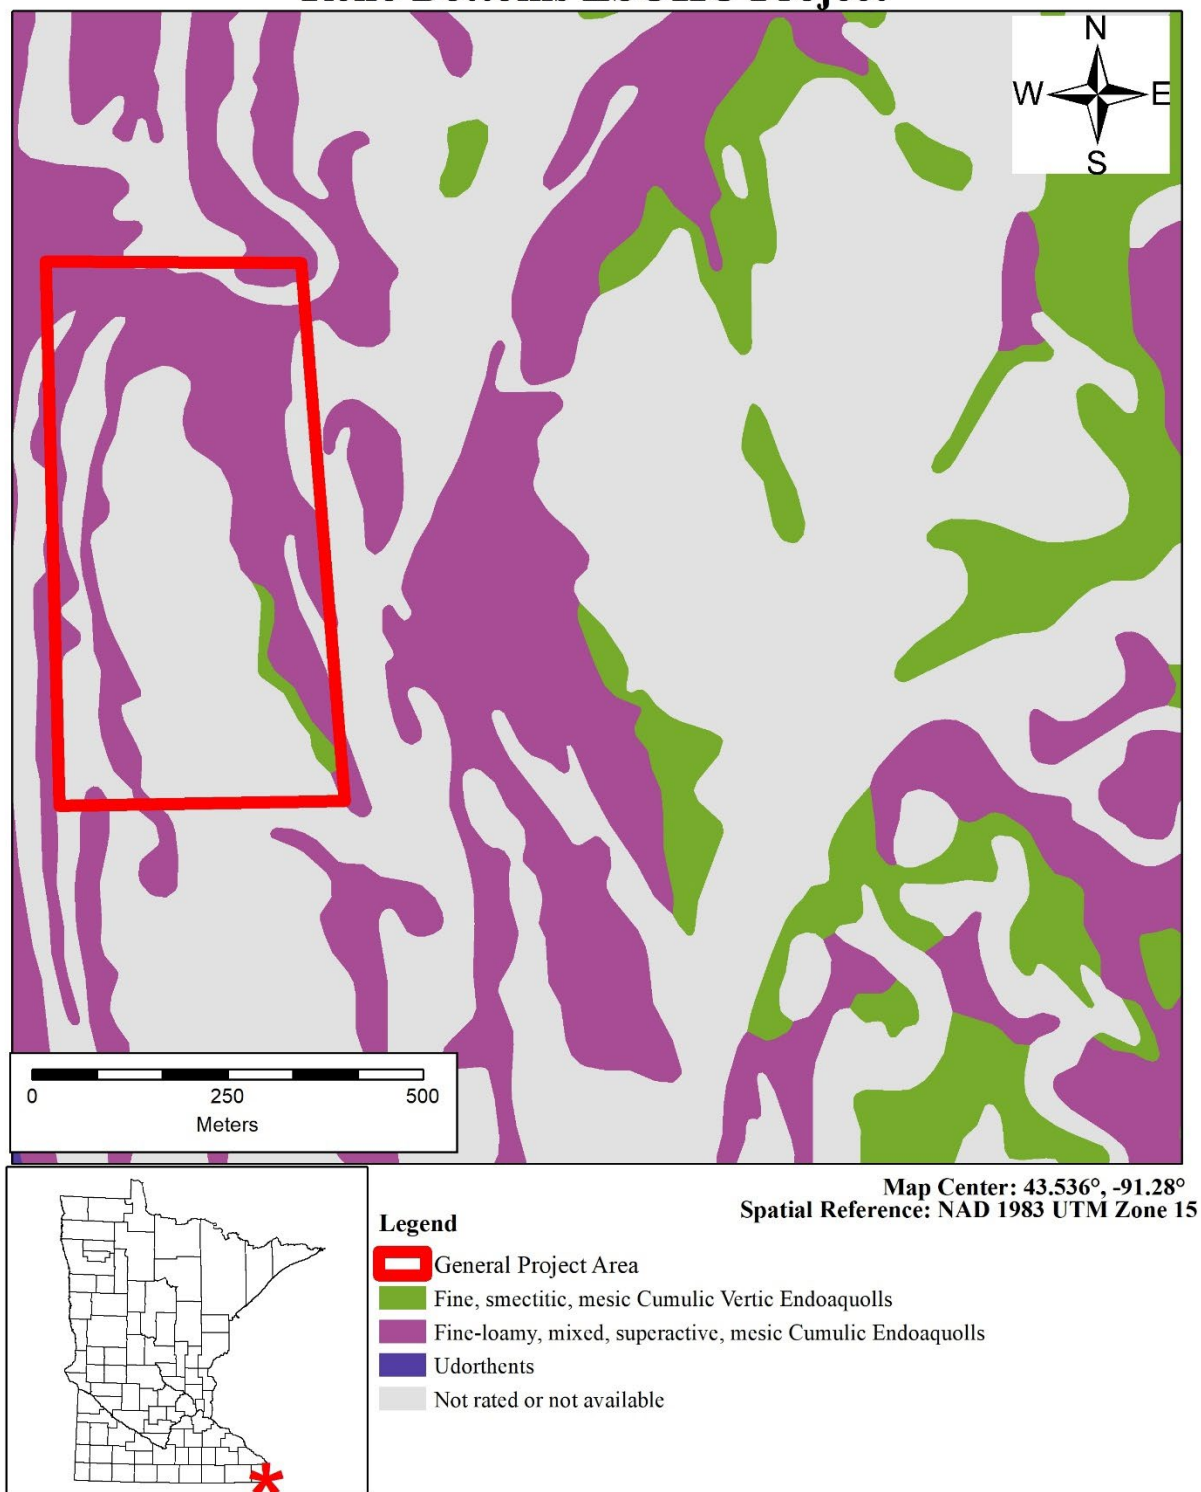 Project
N
W E
S
0 250 500
Meters
Map Center: 43.536°, -91.28°
Spatial Reference: NAD 1983 UTM Zone 15
Legend
General Project Area
Fine, smectitic, mesic Cumulic Vertic Endoaquolls
Fine-loamy, mixed, superactive, mesic Cumulic Endoaquolls
Udorthents
Not rated or not available